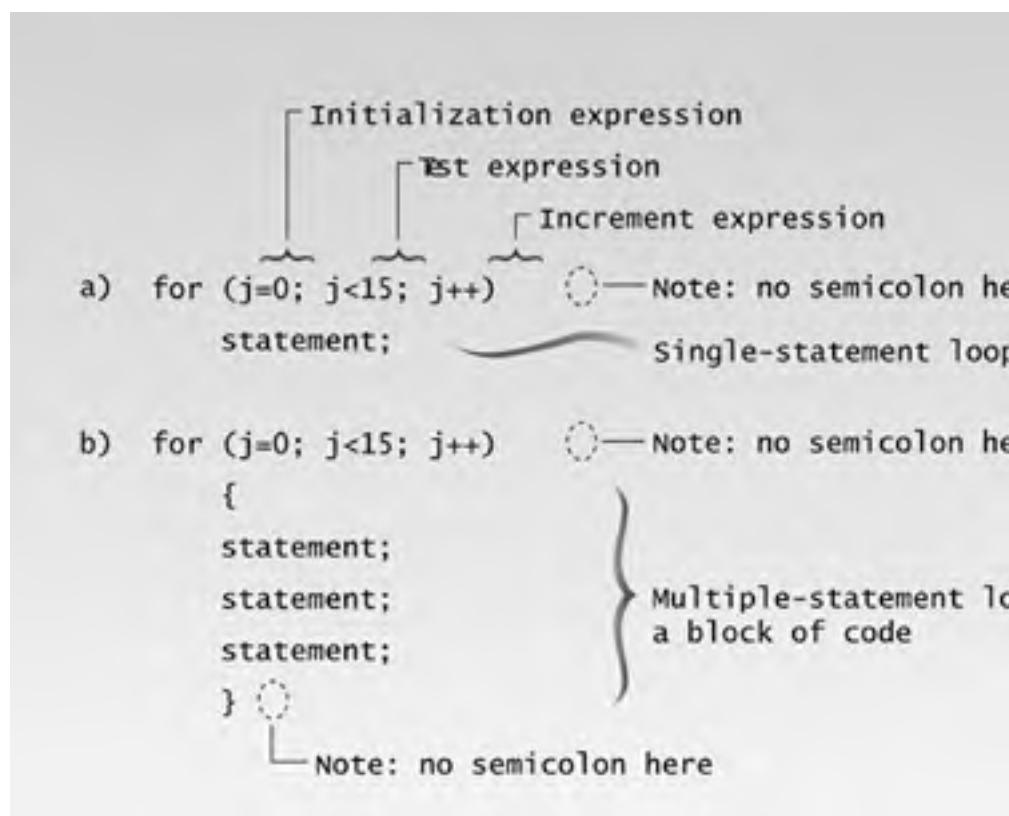 Initialization expression
Test expression
Increment expression
a) for (j=0; j<15; j++) Note: no semicolon he
statement; Single-statement loop
b) for (j=0; j<15; j++) Note: no semicolon he
{
statement;
statement;
statement;
Multiple-statement lo
a block of code
}
Note: no semicolon here